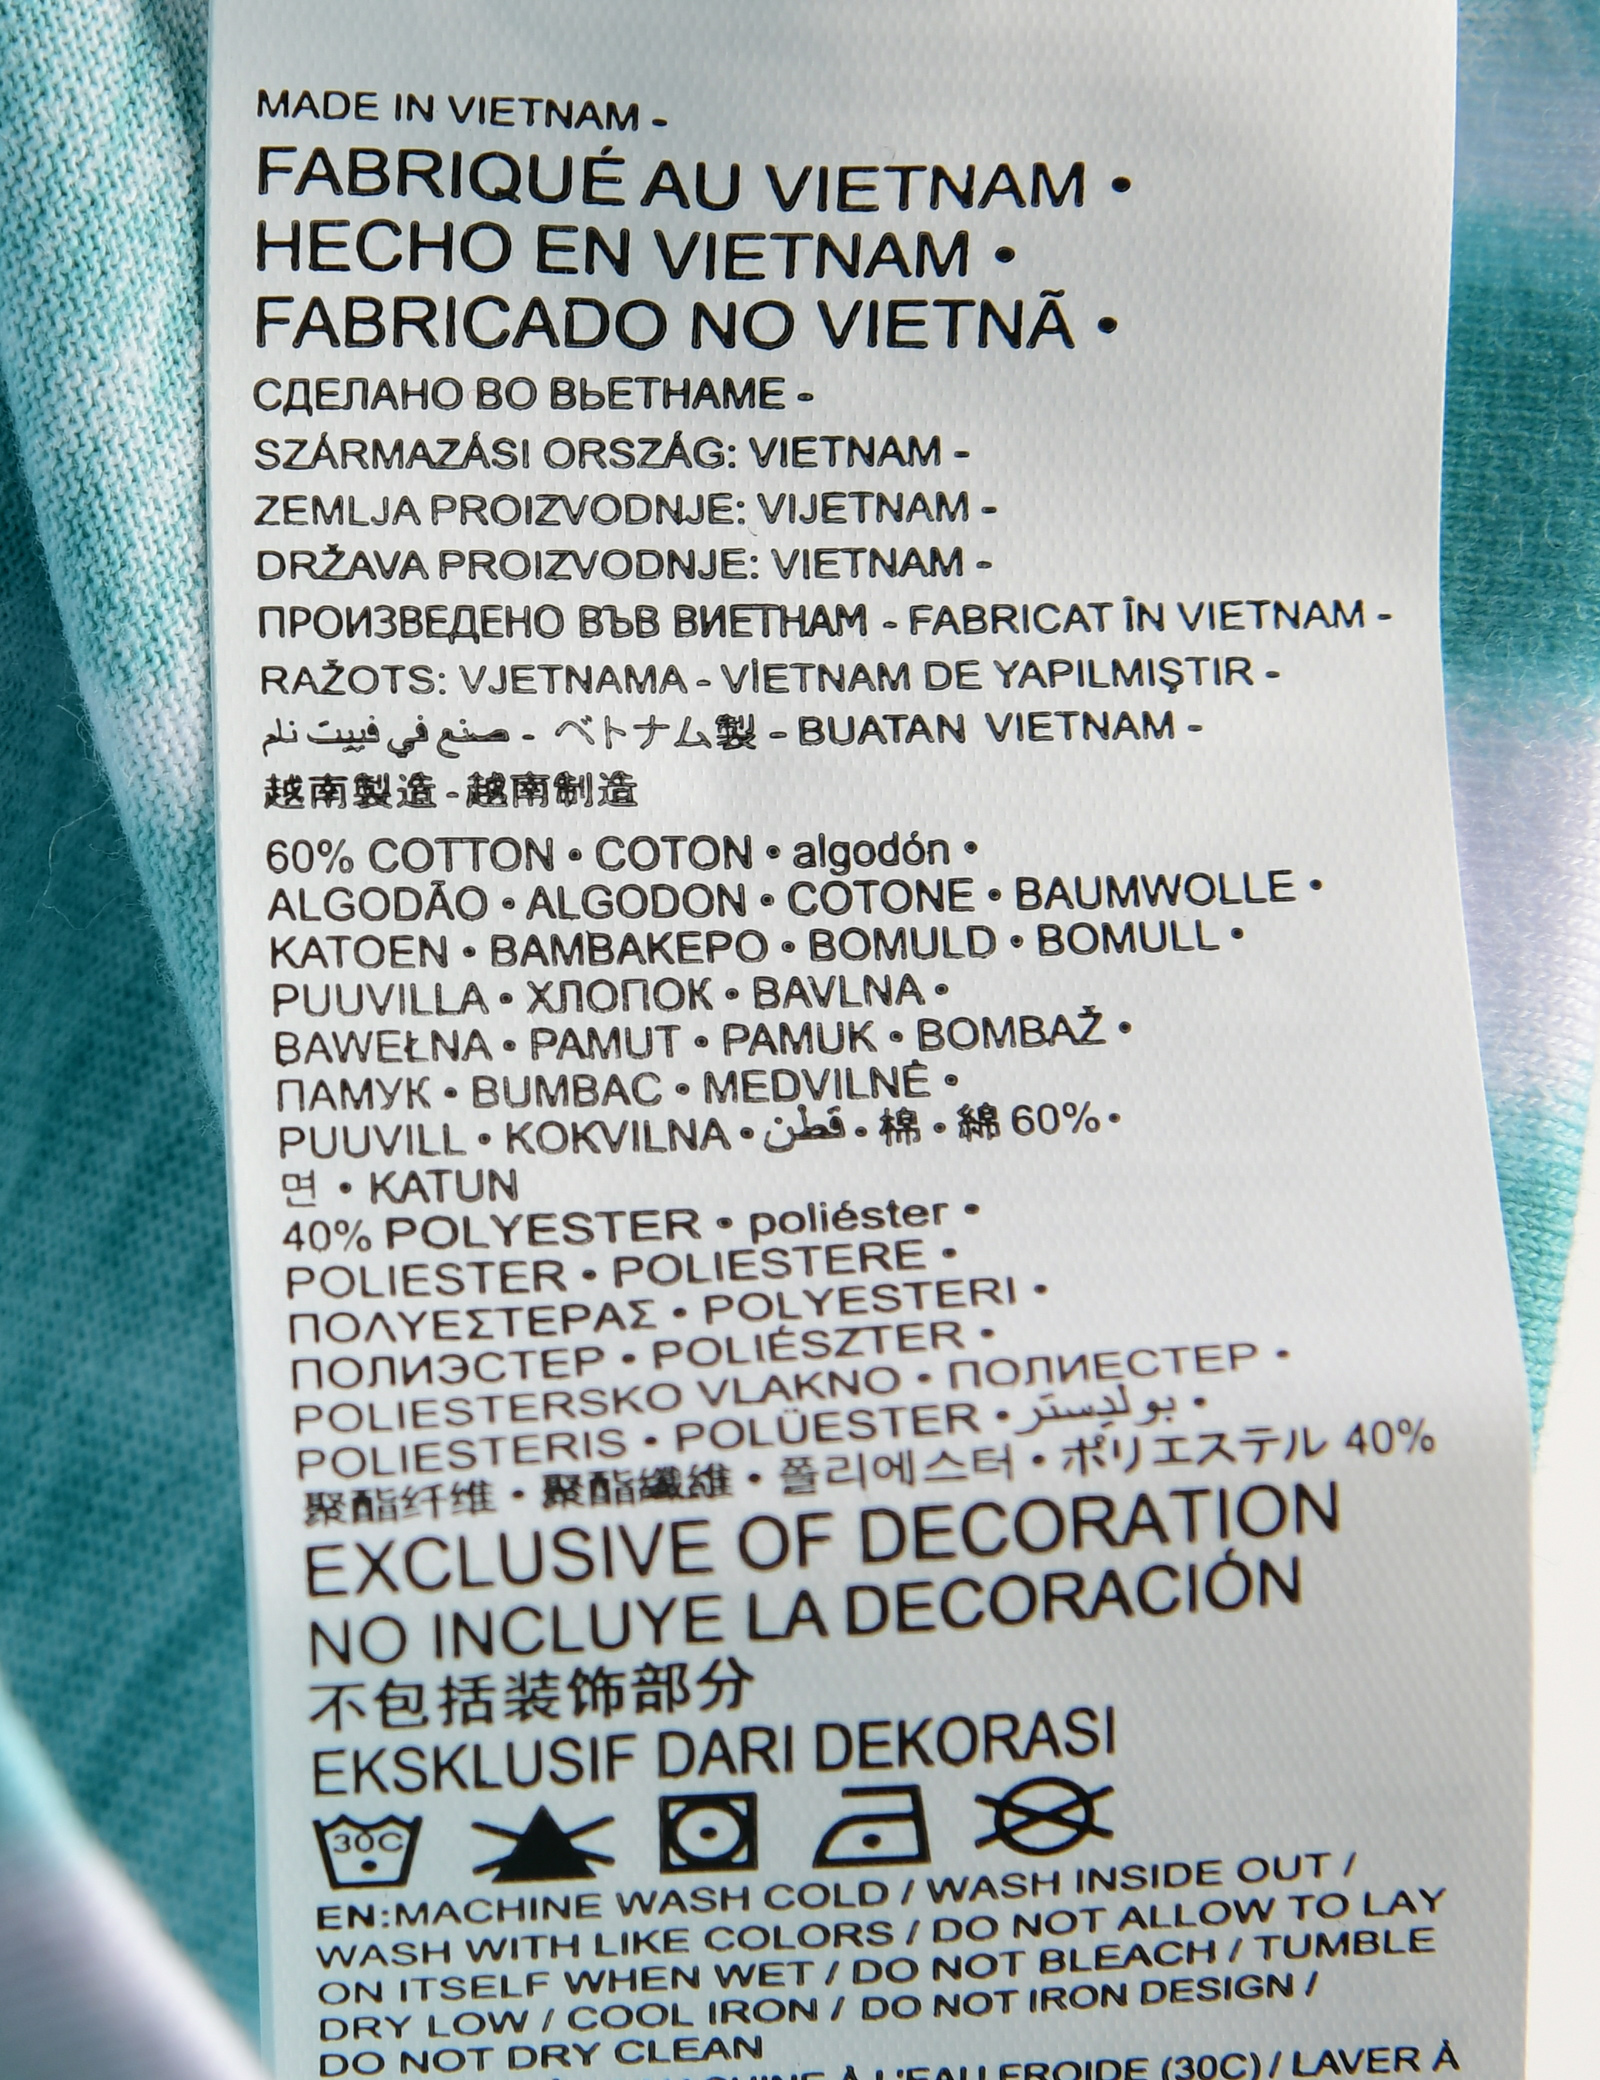 MADE IN VIETNAM -
FABRIQUÉ AU VIETNAM •
HECHO EN VIETNAM •
FABRICADO NO VIETNÃ •
СДЕЛАНО ВО ВЬЕТНАМЕ -
SZÁRMAZÁSI ORSZÁG: VIETNAM -
ZEMLJA PROIZVODNJE: VIJETNAM -
DRŽAVA PROIZVODNJE: VIETNAM -
ПРОИЗВЕДЕНО ВЪВ ВИЕТНАМ - FABRICAT ÎN VIETNAM -
RAŽOTS: VJETNAMA - VİETNAM DE YAPILMIŞTIR -
صنع في فييت نام - ベトナム製 - BUATAN VIETNAM -
越南製造 - 越南制造
60% COTTON • COTON • algodón •
ALGODÃO • ALGODON • COTONE • BAUMWOLLE •
KATOEN • ΒΑΜΒΑΚΕΡΟ • BOMULD • BOMULL •
PUUVILLA • ХЛОПОК • BAVLNA •
BAWEŁNA • PAMUT • PAMUK • BOMBAŽ •
ПАМУК • BUMBAC • MEDVILNĖ •
PUUVILL • KOKVILNA • قطن • 棉 • 綿 60% •
면 • KATUN
40% POLYESTER • poliéster •
POLIESTER • POLIESTERE •
ΠΟΛΥΕΣΤΕΡΑΣ • POLYESTERI •
ПОЛИЭСТЕР • POLIÉSZTER •
POLIESTERSKO VLAKNO • ПОЛИЕСТЕР •
POLIESTERIS • POLÜESTER • بوليستر •
聚酯纤维 • 聚酯纖維 • 폴리에스터 • ポリエステル 40%
EXCLUSIVE OF DECORATION
NO INCLUYE LA DECORACIÓN
不包括装饰部分
EKSKLUSIF DARI DEKORASI
30C
EN:MACHINE WASH COLD / WASH INSIDE OUT /
WASH WITH LIKE COLORS / DO NOT ALLOW TO LAY
ON ITSELF WHEN WET / DO NOT BLEACH / TUMBLE
DRY LOW / COOL IRON / DO NOT IRON DESIGN /
DO NOT DRY CLEAN
À L'EAU FROIDE (30C) / LAVER À